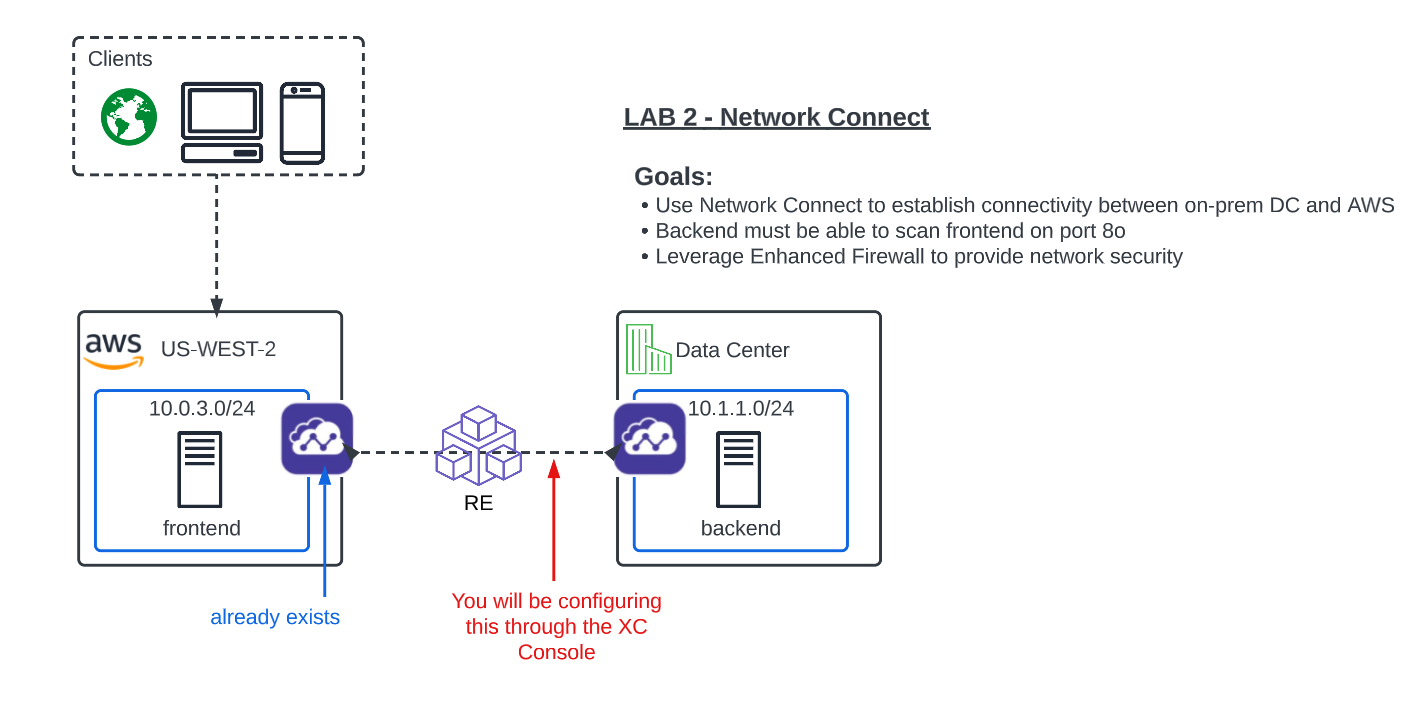 Clients
LAB 2 - Network Connect
Goals:
• Use Network Connect to establish connectivity between on-prem DC and AWS
• Backend must be able to scan frontend on port 8o
• Leverage Enhanced Firewall to provide network security
aws US-WEST-2
Data Center
10.0.3.0/24
10.1.1.0/24
RE
frontend
backend
already exists
You will be configuring
this through the XC
Console